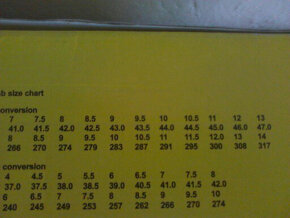 b size chart
conversion
7 7.5 8 8.5 9 9.5 10 10.5 11 12 13
41.0 41.5 42.0 42.5 43.0 43.5 44.0 44.5 45.0 46.0 47.0
8 8.5 9 9.5 10 10.5 11 11.5 12.0 13 14
266 270 274 279 283 287 291 295 300 308 317
conversion
4 4.5 5 5.5 6 6.5 7 7.5 8
37.0 37.5 38.0 38.5 39.0 40.5 41.0 41.5 42.0
6 6.5 7 7.5 8 8.5 9 9.5 10
240 245 249 253 257 262 266 270 274